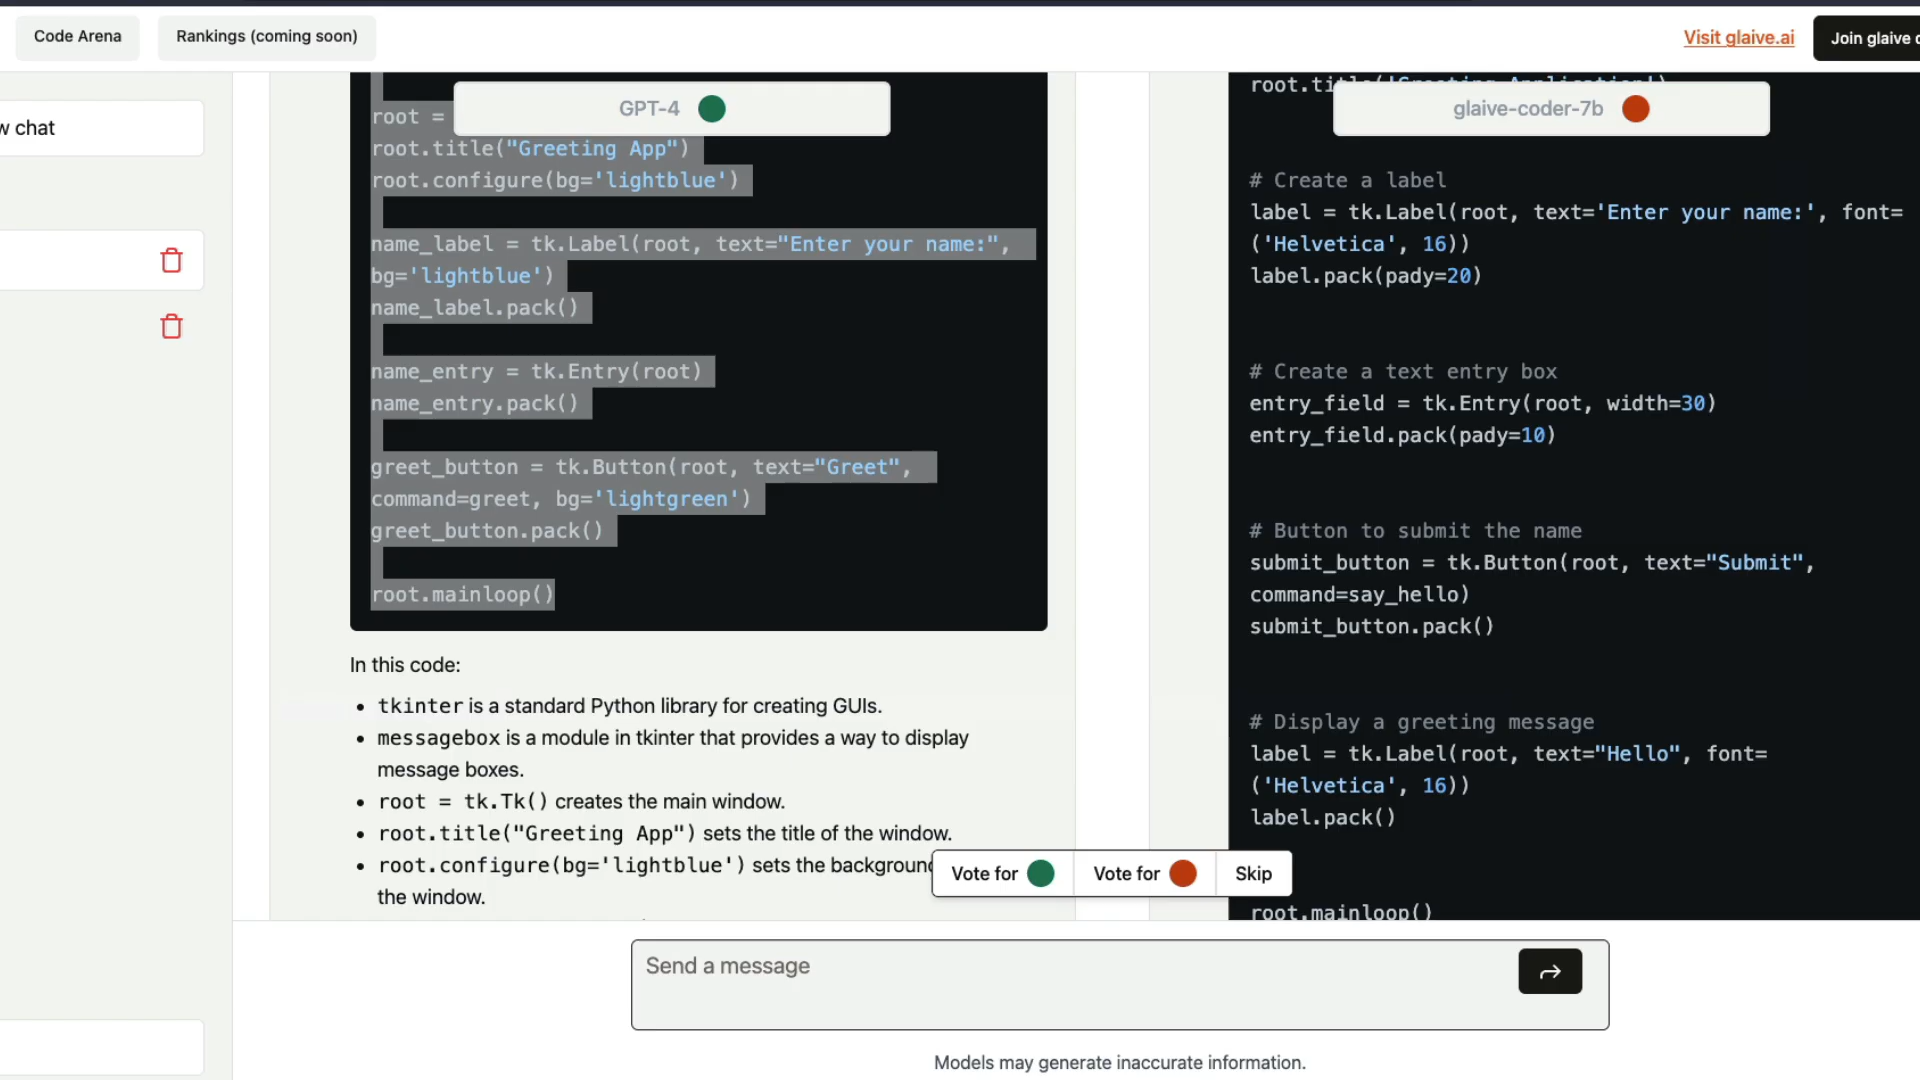 Code Arena
Rankings (coming soon)
Visit glaive.ai
Join glaive
w chat
GPT-4
root =
root.title("Greeting App")
root.configure(bg='lightblue')
name_label = tk.Label(root, text="Enter your name:",
bg='lightblue')
name_label.pack()
name_entry = tk.Entry(root)
name_entry.pack()
greet_button = tk.Button(root, text="Greet",
command=greet, bg='lightgreen')
greet_button.pack()
root.mainloop()
In this code:
• tkinter is a standard Python library for creating GUIs.
• messagebox is a module in tkinter that provides a way to display
message boxes.
• root = tk.Tk() creates the main window.
• root.title("Greeting App") sets the title of the window.
• root.configure(bg='lightblue') sets the background
the window.
root.title('Greeting Application')
glaive-coder-7b
# Create a label
label = tk.Label(root, text='Enter your name:', font=
('Helvetica', 16))
label.pack(pady=20)
# Create a text entry box
entry_field = tk.Entry(root, width=30)
entry_field.pack(pady=10)
# Button to submit the name
submit_button = tk.Button(root, text="Submit",
command=say_hello)
submit_button.pack()
# Display a greeting message
label = tk.Label(root, text="Hello", font=
('Helvetica', 16))
label.pack()
root.mainloop()
Vote for
Vote for
Skip
Send a message
Models may generate inaccurate information.